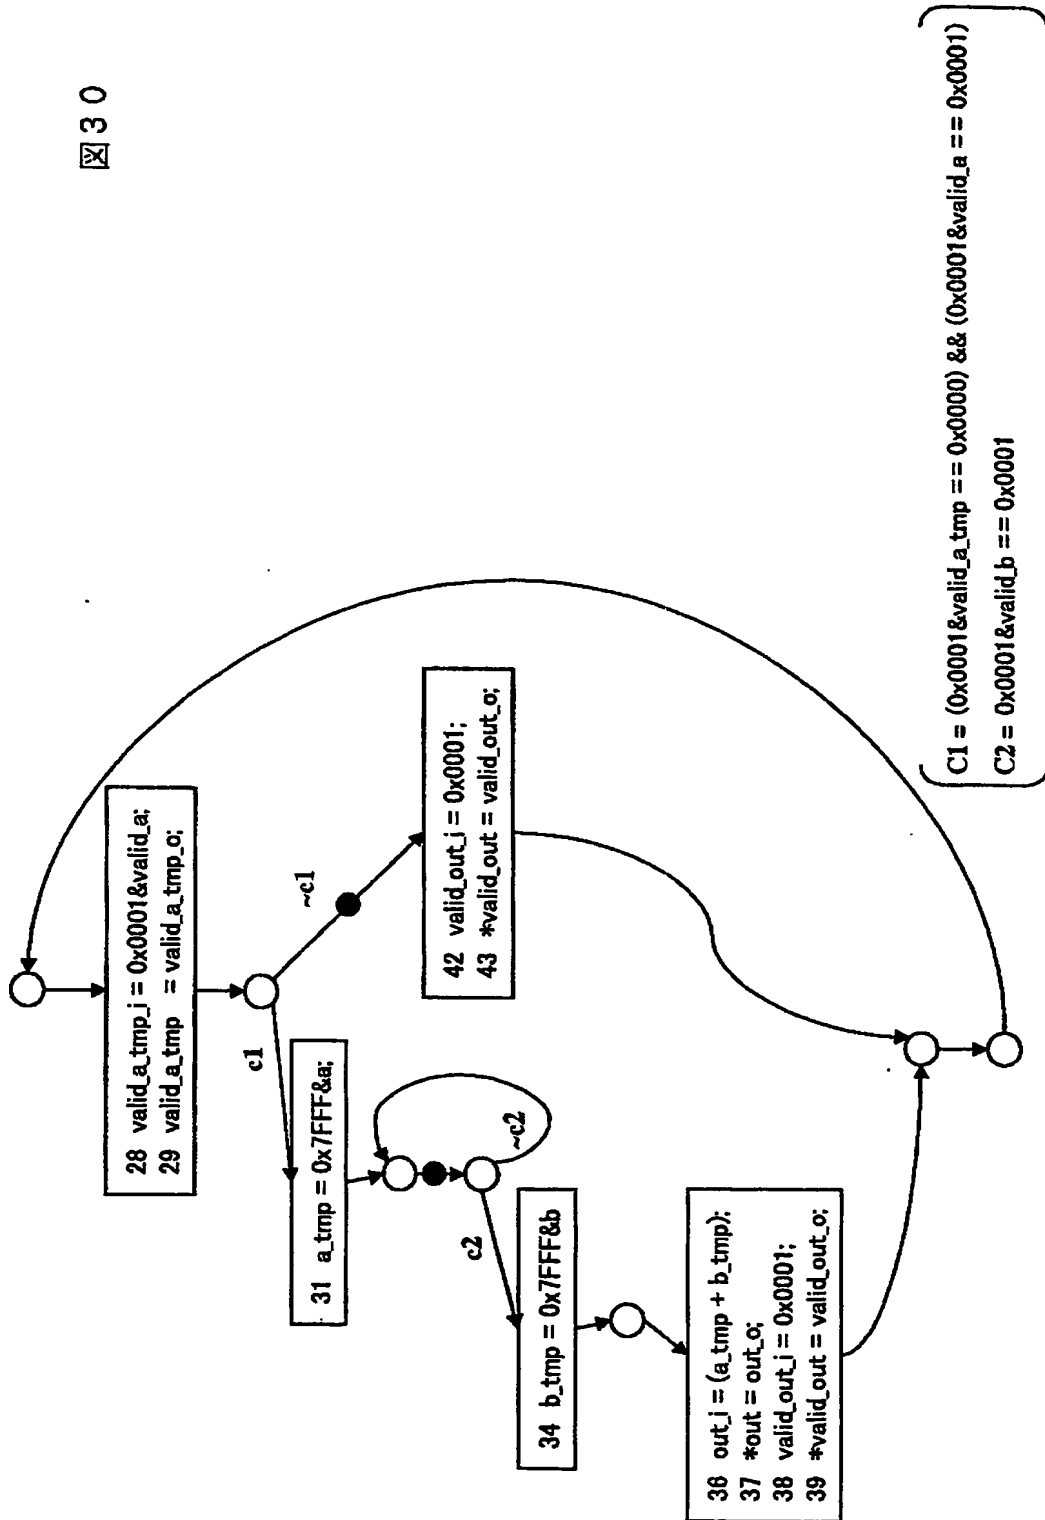 図30
28 valid_a_tmp_i = 0x0001&valid_a;
29 valid_a_tmp = valid_a_tmp_o;
c1
~c1
31 a_tmp = 0x7FFF&a;
42 valid_out_i = 0x0001;
43 *valid_out = valid_out_o;
c2
~c2
34 b_tmp = 0x7FFF&b
36 out_i = (a_tmp + b_tmp);
37 *out = out_o;
38 valid_out_i = 0x0001;
39 *valid_out = valid_out_o;
C1 = (0x0001&valid_a_tmp == 0x0000) && (0x0001&valid_a == 0x0001)
C2 = 0x0001&valid_b == 0x0001